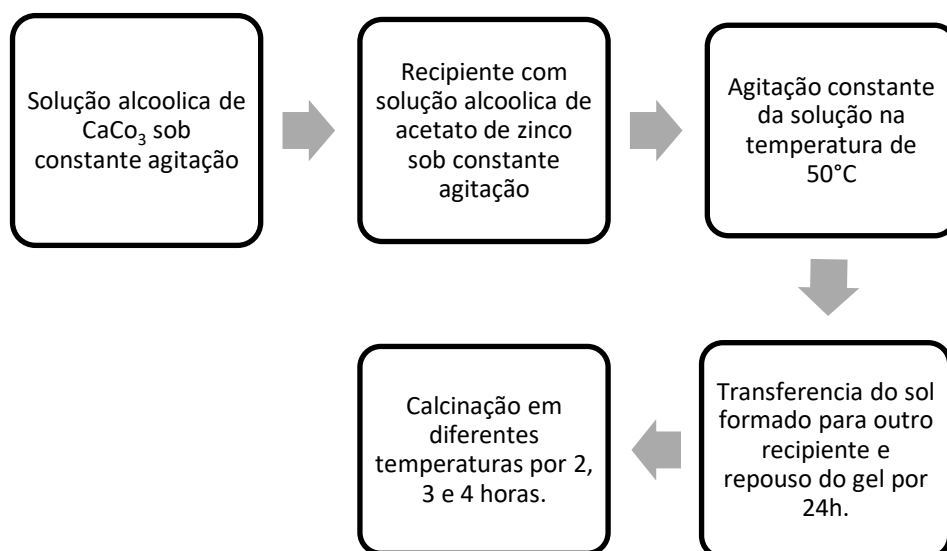 Solução alcoolica de
CaCo₃ sob
constante agitação
Recipiente com
solução alcoolica de
acetato de zinco
sob constante
agitação
Agitação constante
da solução na
temperatura de
50°C
Transferencia do sol
formado para outro
recipiente e
repouso do gel por
24h.
Calcinação em
diferentes
temperaturas por 2,
3 e 4 horas.